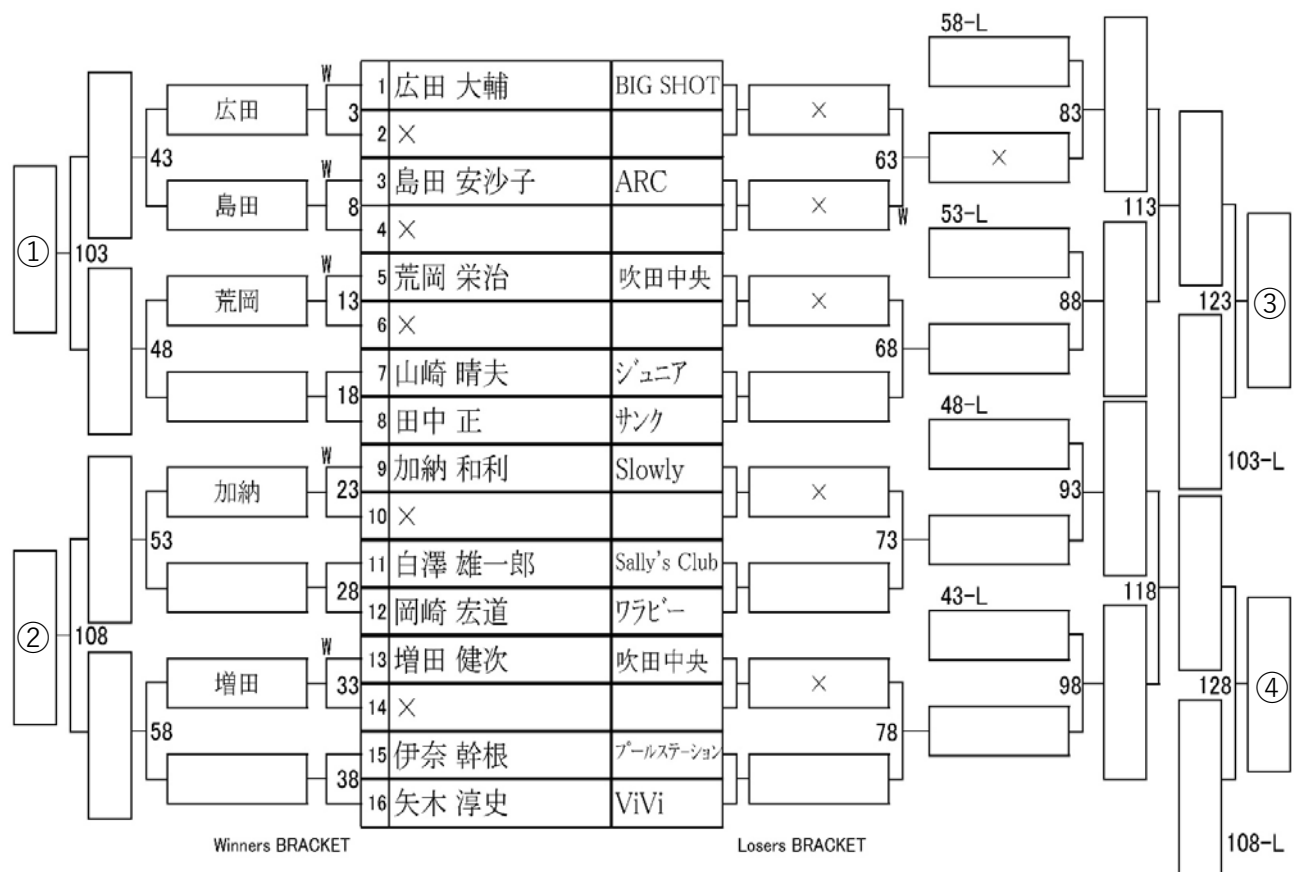 58-L
W
1 広田 大輔 BIG SHOT
広田 3 × 83
2 ×
43 W 63 ×
3 島田 安沙子 ARC
島田 8 × W 113
4 × 53-L
① 103 ③
W
5 荒岡 栄治 吹田中央
荒岡 13 × 88 123
6 ×
48 68
7 山崎 晴夫 ジュニア
18
8 田中 正 サンク 48-L
W
9 加納 和利 Slowly 103-L
加納 23 × 93
10 ×
53 73
11 白澤 雄一郎 Sally's Club
28 118
12 岡崎 宏道 ワラビー 43-L
② 108 ④
W
13 増田 健次 吹田中央
増田 33 × 98 128
14 ×
58 78
15 伊奈 幹根 プールステーション
38
16 矢木 淳史 ViVi
Winners BRACKET Losers BRACKET 108-L